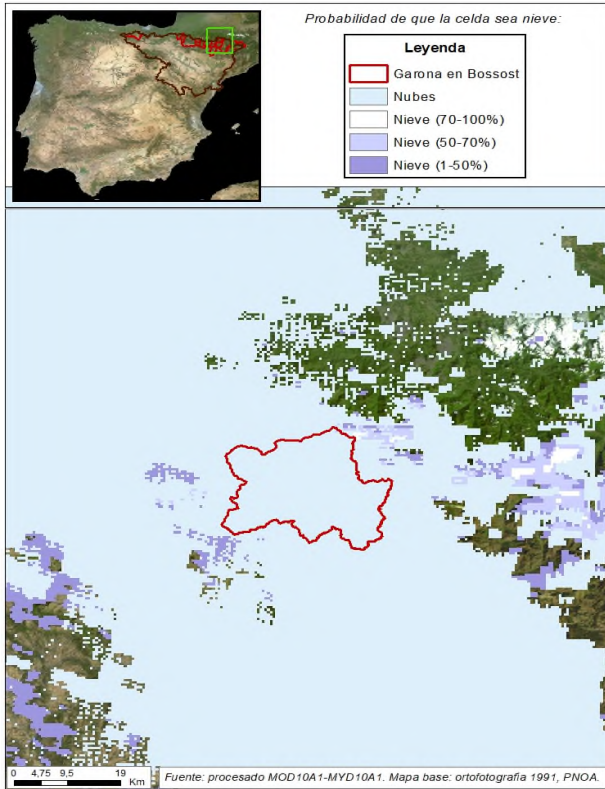 Probabilidad de que la celda sea nieve:
Leyenda
Garona en Bossost
Nubes
Nieve (70-100%)
Nieve (50-70%)
Nieve (1-50%)
0 4,75 9,5 19
Km
Fuente: procesado MOD10A1-MYD10A1. Mapa base: ortofotografía 1991, PNOA.